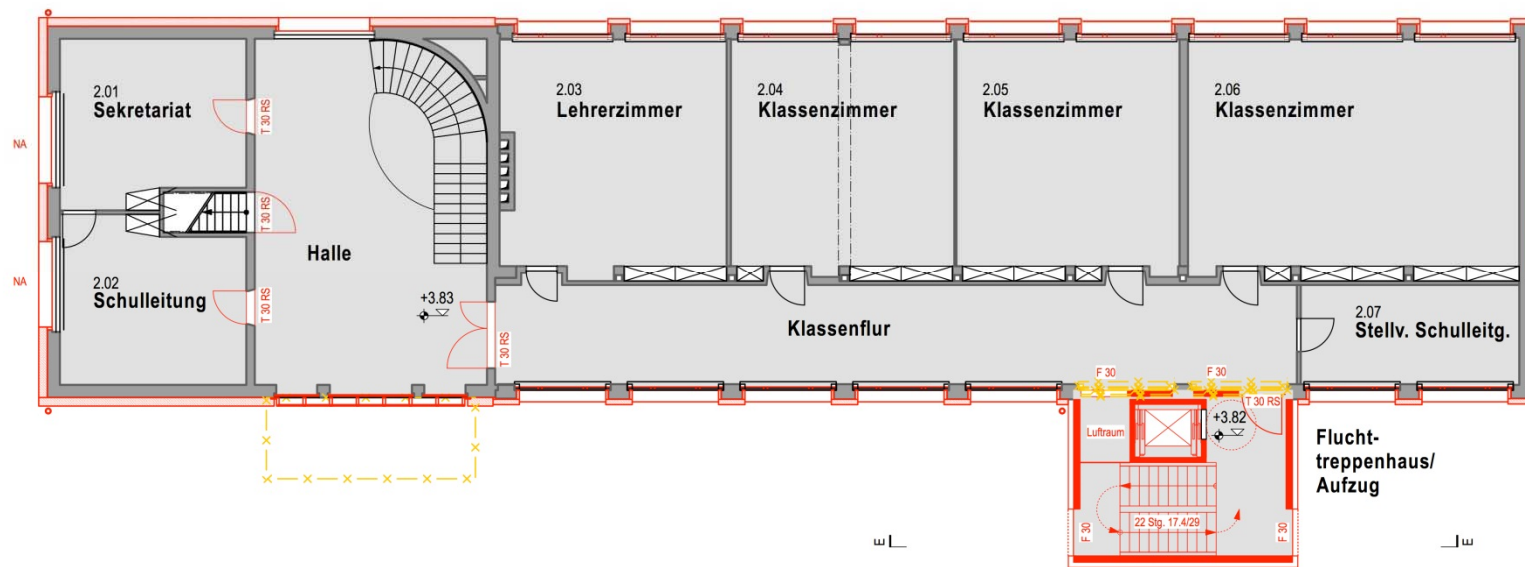 2.01
Sekretariat
T 30 RS
NA
T 30 RS
2.02
Schulleitung
T 30 RS
NA
Halle
+3.83
T 30 RS
2.03
Lehrerzimmer
2.04
Klassenzimmer
2.05
Klassenzimmer
2.06
Klassenzimmer
Klassenflur
2.07
Stellv. Schulleitg.
F 30
F 30
T 30 RS
Luftraum
+3.82
22 Stg. 17.4/29
F 30
F 30
Flucht-
treppenhaus/
Aufzug
E
E